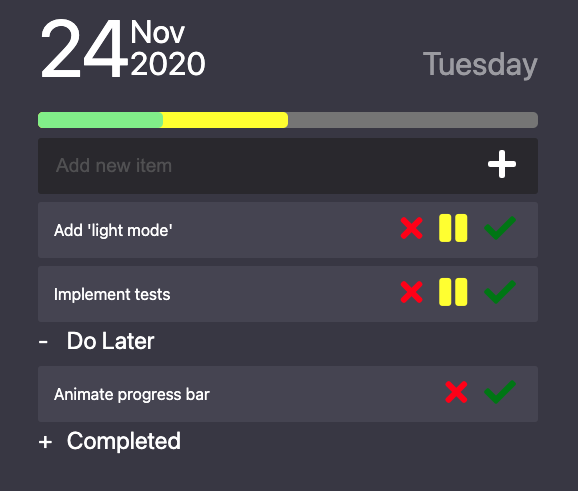 24 Nov
2020
Tuesday
Add new item
Add 'light mode'
Implement tests
- Do Later
Animate progress bar
+ Completed